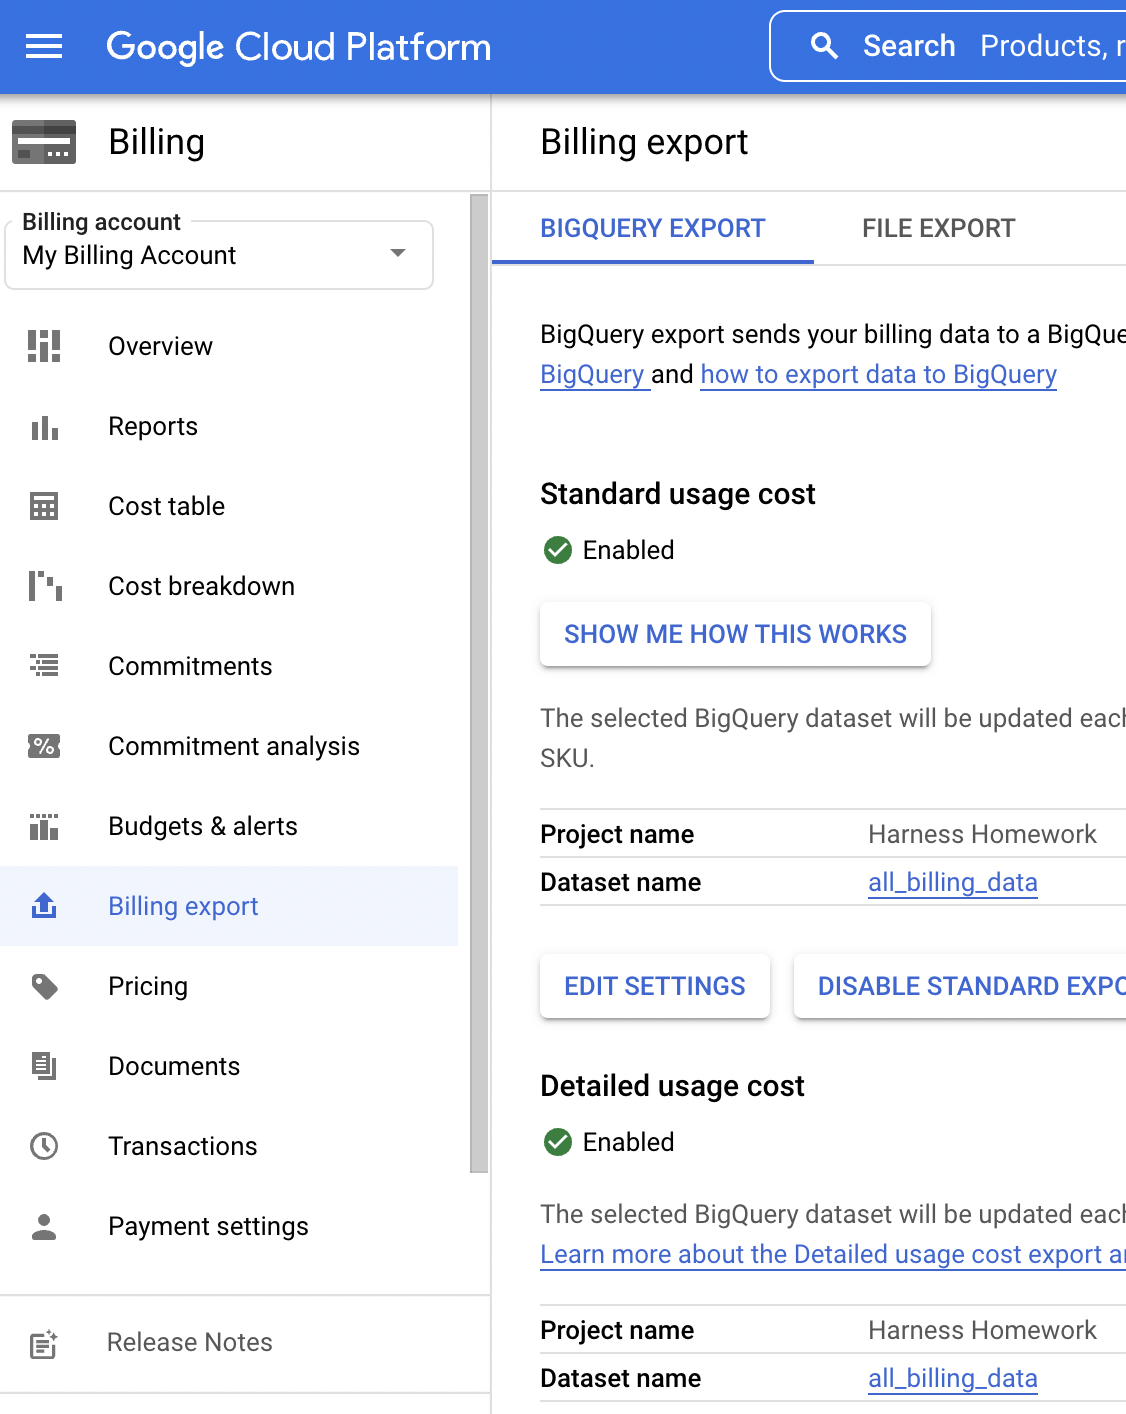 Google Cloud Platform
Search Products, r
Billing
Billing account
My Billing Account
Overview
Reports
Cost table
Cost breakdown
Commitments
Commitment analysis
Budgets & alerts
Billing export
Pricing
Documents
Transactions
Payment settings
Release Notes
Billing export
BIGQUERY EXPORT
FILE EXPORT
BigQuery export sends your billing data to a BigQue
BigQuery and how to export data to BigQuery
Standard usage cost
Enabled
SHOW ME HOW THIS WORKS
The selected BigQuery dataset will be updated each
SKU.
Project name Harness Homework
Dataset name all_billing_data
EDIT SETTINGS
DISABLE STANDARD EXPO
Detailed usage cost
Enabled
The selected BigQuery dataset will be updated each
Learn more about the Detailed usage cost export an
Project name Harness Homework
Dataset name all_billing_data